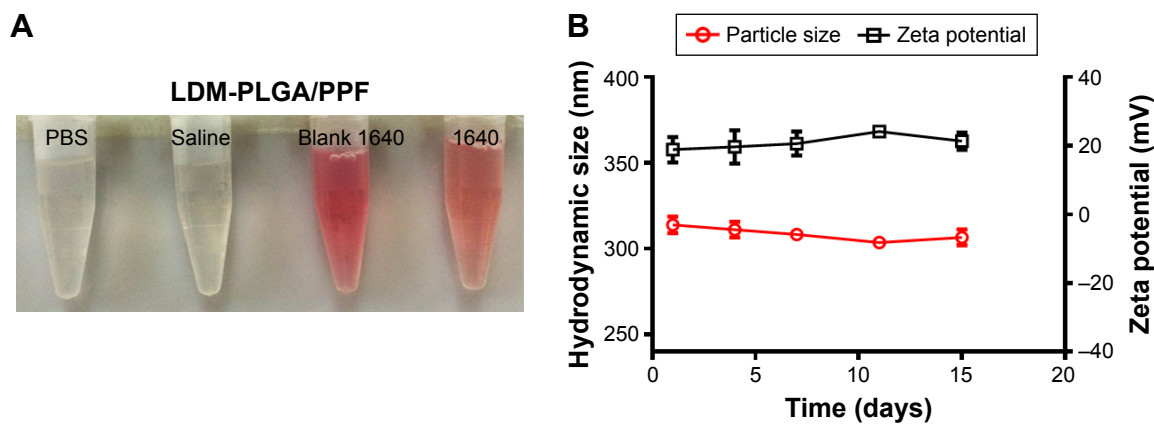 A
LDM-PLGA/PPF
PBS Saline Blank 1640 1640
B
Particle size Zeta potential
Hydrodynamic size (nm)
400
350
300
250
40
20
0
–20
–40
Zeta potential (mV)
0 5 10 15 20
Time (days)